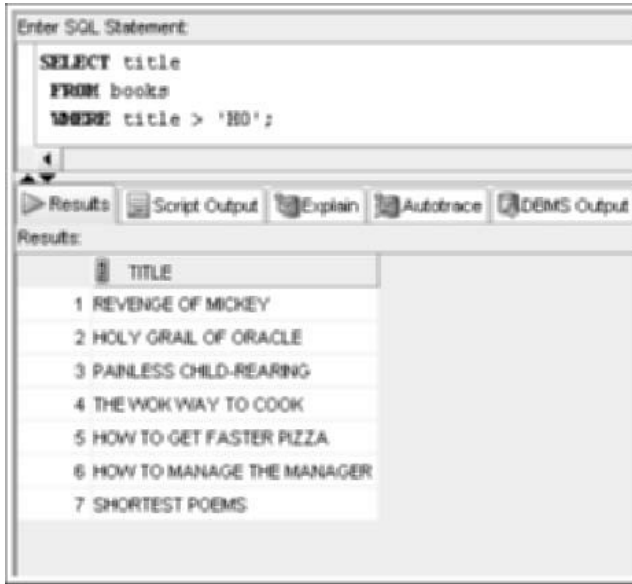 Enter SQL Statement:
SELECT title
FROM books
WHERE title > 'HO';
Results Script Output Explain Autotrace DBMS Output
Results:
TITLE
1 REVENGE OF MICKEY
2 HOLY GRAIL OF ORACLE
3 PAINLESS CHILD-REARING
4 THE WOK WAY TO COOK
5 HOW TO GET FASTER PIZZA
6 HOW TO MANAGE THE MANAGER
7 SHORTEST POEMS